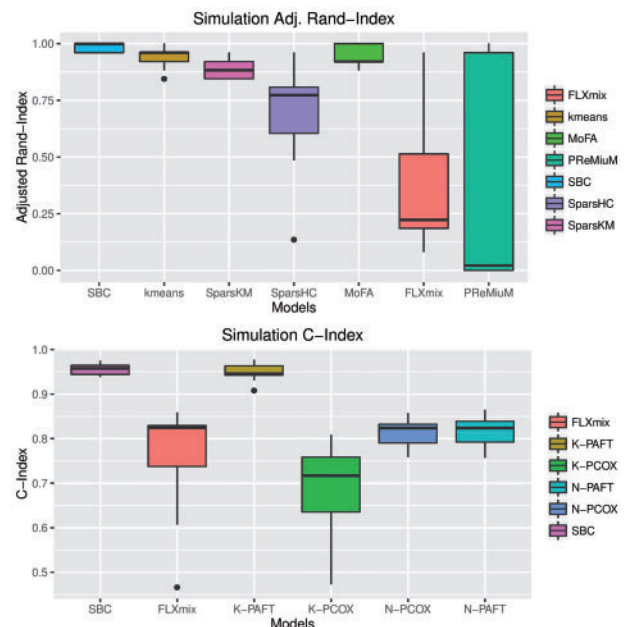 Simulation Adj. Rand-Index
Adjusted Rand-Index
1.00
0.75
0.50
0.25
0.00
SBC kmeans SparsKM SparsHC MoFA FLXmix PReMiuM
Models
FLXmix
kmeans
MoFA
PReMiuM
SBC
SparsHC
SparsKM
Simulation C-Index
C-Index
1.0
0.9
0.8
0.7
0.6
0.5
SBC FLXmix K-PAFT K-PCOX N-PCOX N-PAFT
Models
FLXmix
K-PAFT
K-PCOX
N-PAFT
N-PCOX
SBC